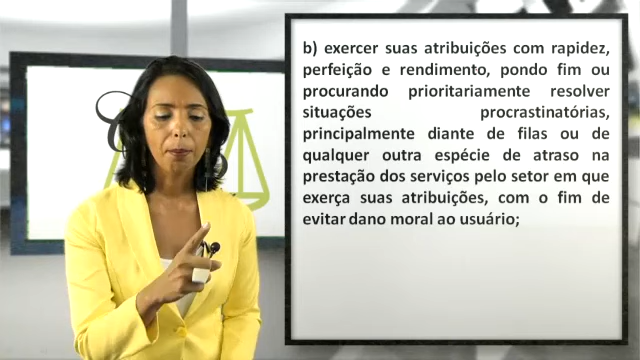 b) exercer suas atribuições com rapidez,
perfeição e rendimento, pondo fim ou
procurando prioritariamente resolver
situações procrastinatórias,
principalmente diante de filas ou de
qualquer outra espécie de atraso na
prestação dos serviços pelo setor em que
exerça suas atribuições, com o fim de
evitar dano moral ao usuário;